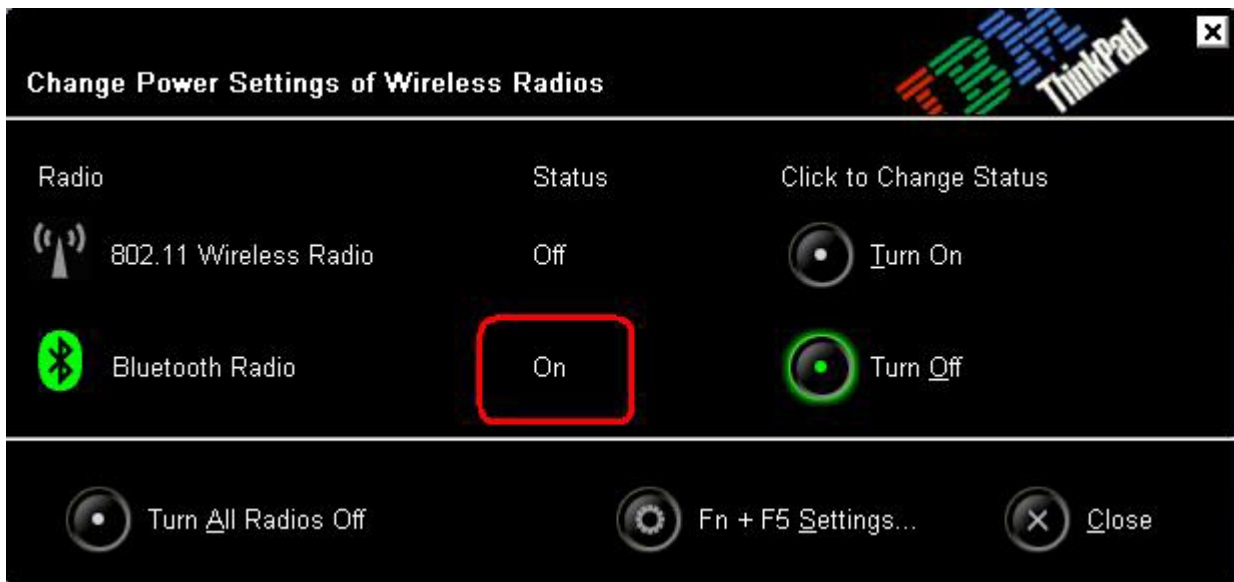 IBM
ThinkPad
Change Power Settings of Wireless Radios
Radio Status Click to Change Status
802.11 Wireless Radio Off Turn On
Bluetooth Radio On Turn Off
Turn All Radios Off Fn + F5 Settings... Close